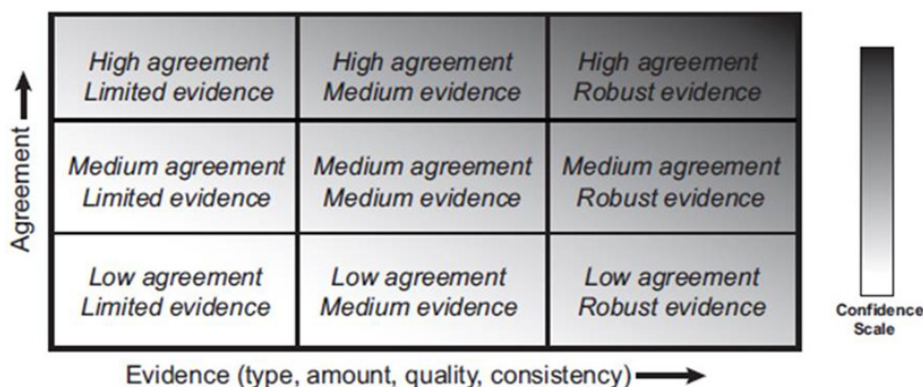 High agreement
Limited evidence
High agreement
Medium evidence
High agreement
Robust evidence
Medium agreement
Limited evidence
Medium agreement
Medium evidence
Medium agreement
Robust evidence
Low agreement
Limited evidence
Low agreement
Medium evidence
Low agreement
Robust evidence
Agreement
Evidence (type, amount, quality, consistency)
Confidence
Scale